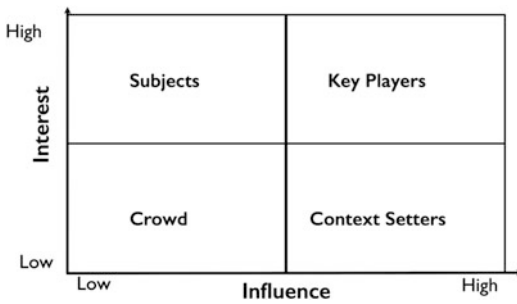 High
Subjects
Key Players
Interest
Crowd
Context Setters
Low
Low
Influence
High